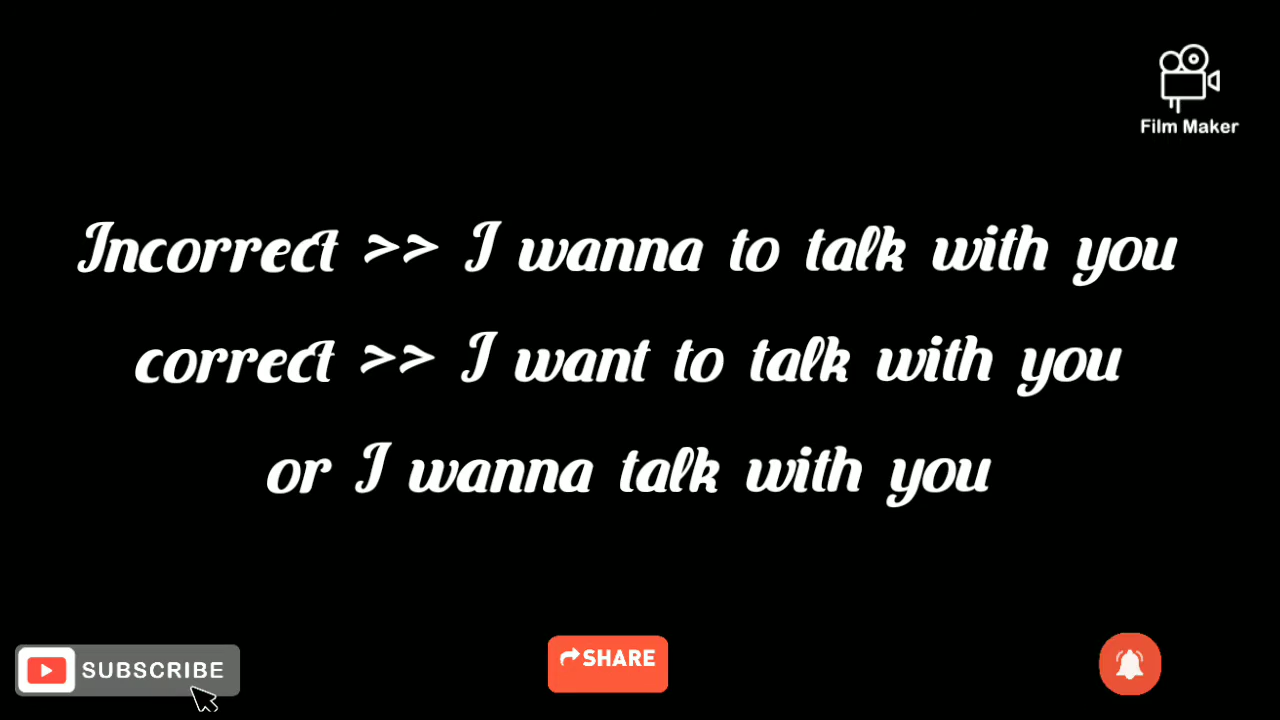 Film Maker
Incorrect >> I wanna to talk with you
correct >> I want to talk with you
or I wanna talk with you
SUBSCRIBE
SHARE